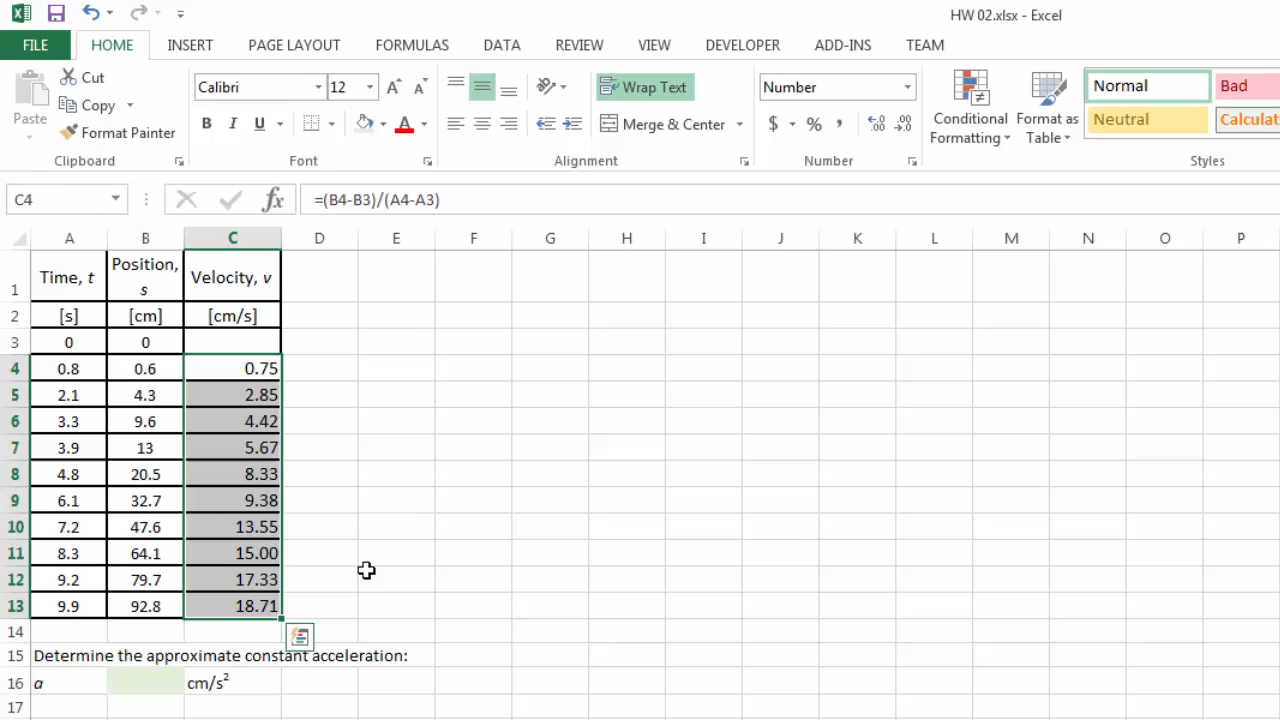 HW 02.xlsx - Excel
FILE HOME INSERT PAGE LAYOUT FORMULAS DATA REVIEW VIEW DEVELOPER ADD-INS TEAM
Paste
Cut
Copy
Format Painter
Clipboard
Calibri 12
B I U A
Font
Wrap Text
Merge & Center
Alignment
Number
$ % ,
Number
Conditional
Formatting
Format as
Table
Normal Bad
Neutral Calculat
Styles
C4 fx =(B4-B3)/(A4-A3)
A B C D E F G H I J K L M N O P
1 Time, t Position, s Velocity, v
2 [s] [cm] [cm/s]
3 0 0
4 0.8 0.6 0.75
5 2.1 4.3 2.85
6 3.3 9.6 4.42
7 3.9 13 5.67
8 4.8 20.5 8.33
9 6.1 32.7 9.38
10 7.2 47.6 13.55
11 8.3 64.1 15.00
12 9.2 79.7 17.33
13 9.9 92.8 18.71
14
15 Determine the approximate constant acceleration:
16 a cm/s²
17